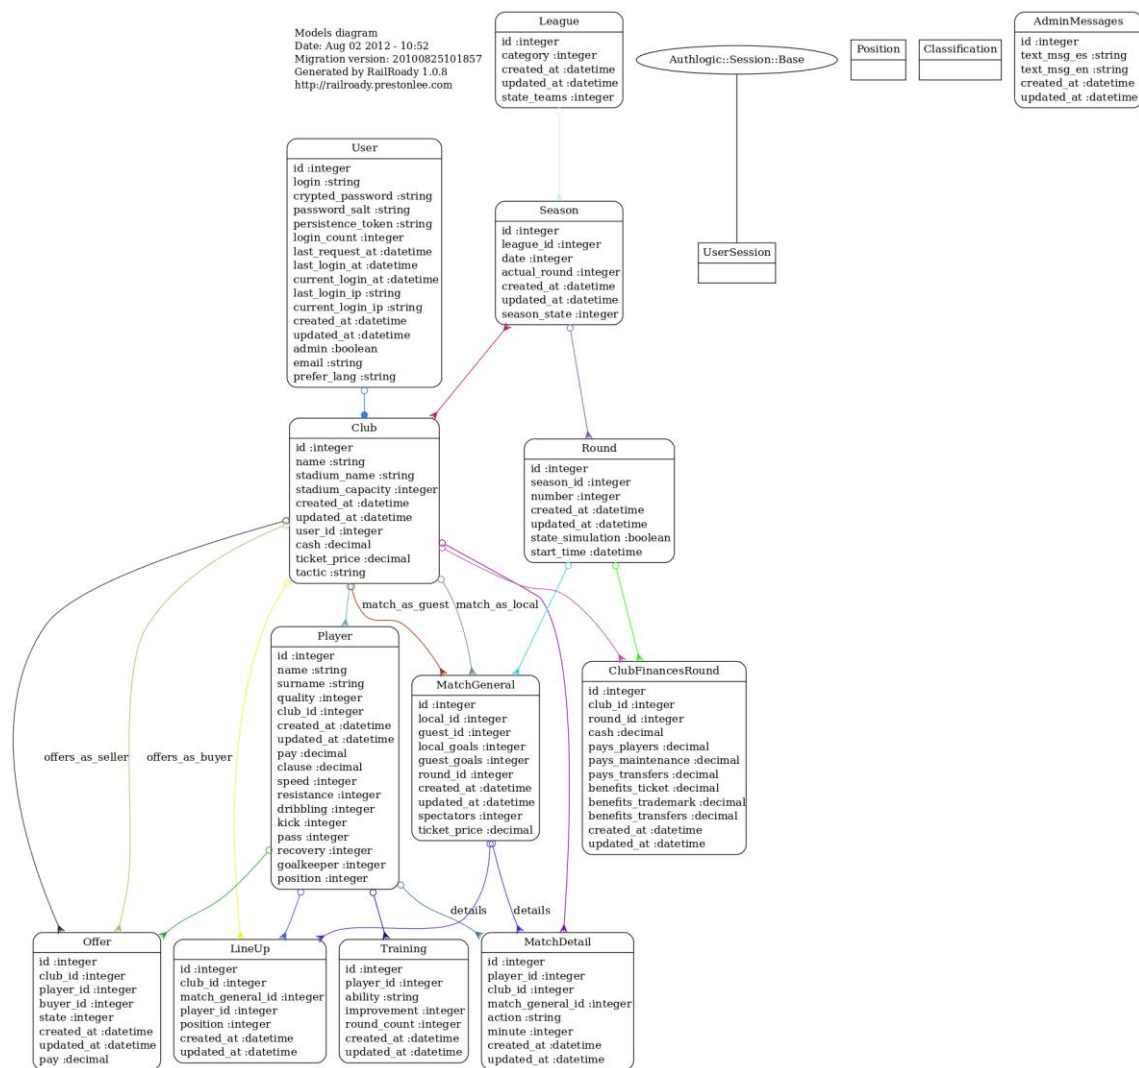 Models diagram
Date: Aug 02 2012 - 10:52
Migration version: 20100825101857
Generated by RailRoady 1.0.8
http://railroady.prestonlee.com
League
id :integer
category :integer
created_at :datetime
updated_at :datetime
state_teams :integer
Authlogic::Session::Base
Position
Classification
AdminMessages
id :integer
text_msg_es :string
text_msg_en :string
created_at :datetime
updated_at :datetime
User
id :integer
login :string
crypted_password :string
password_salt :string
persistence_token :string
login_count :integer
last_request_at :datetime
last_login_at :datetime
current_login_at :datetime
last_login_ip :string
current_login_ip :string
created_at :datetime
updated_at :datetime
admin :boolean
email :string
prefer_lang :string
Season
id :integer
league_id :integer
date :integer
actual_round :integer
created_at :datetime
updated_at :datetime
season_state :integer
UserSession
Club
id :integer
name :string
stadium_name :string
stadium_capacity :integer
created_at :datetime
updated_at :datetime
user_id :integer
cash :decimal
ticket_price :decimal
tactic :string
Round
id :integer
season_id :integer
number :integer
created_at :datetime
updated_at :datetime
state_simulation :boolean
start_time :datetime
match_as_guest
match_as_local
Player
id :integer
name :string
surname :string
quality :integer
club_id :integer
created_at :datetime
updated_at :datetime
pay :decimal
clause :decimal
speed :integer
resistance :integer
dribbling :integer
kick :integer
pass :integer
recovery :integer
goalkeeper :integer
position :integer
MatchGeneral
id :integer
local_id :integer
guest_id :integer
local_goals :integer
guest_goals :integer
round_id :integer
created_at :datetime
updated_at :datetime
spectators :integer
ticket_price :decimal
ClubFinancesRound
id :integer
club_id :integer
round_id :integer
cash :decimal
pays_players :decimal
pays_maintenance :decimal
pays_transfers :decimal
benefits_ticket :decimal
benefits_trademark :decimal
benefits_transfers :decimal
created_at :datetime
updated_at :datetime
offers_as_seller
offers_as_buyer
details
details
Offer
id :integer
club_id :integer
player_id :integer
buyer_id :integer
state :integer
created_at :datetime
updated_at :datetime
pay :decimal
LineUp
id :integer
club_id :integer
match_general_id :integer
player_id :integer
position :integer
created_at :datetime
updated_at :datetime
Training
id :integer
player_id :integer
ability :string
improvement :integer
round_count :integer
created_at :datetime
updated_at :datetime
MatchDetail
id :integer
player_id :integer
club_id :integer
match_general_id :integer
action :string
minute :integer
created_at :datetime
updated_at :datetime